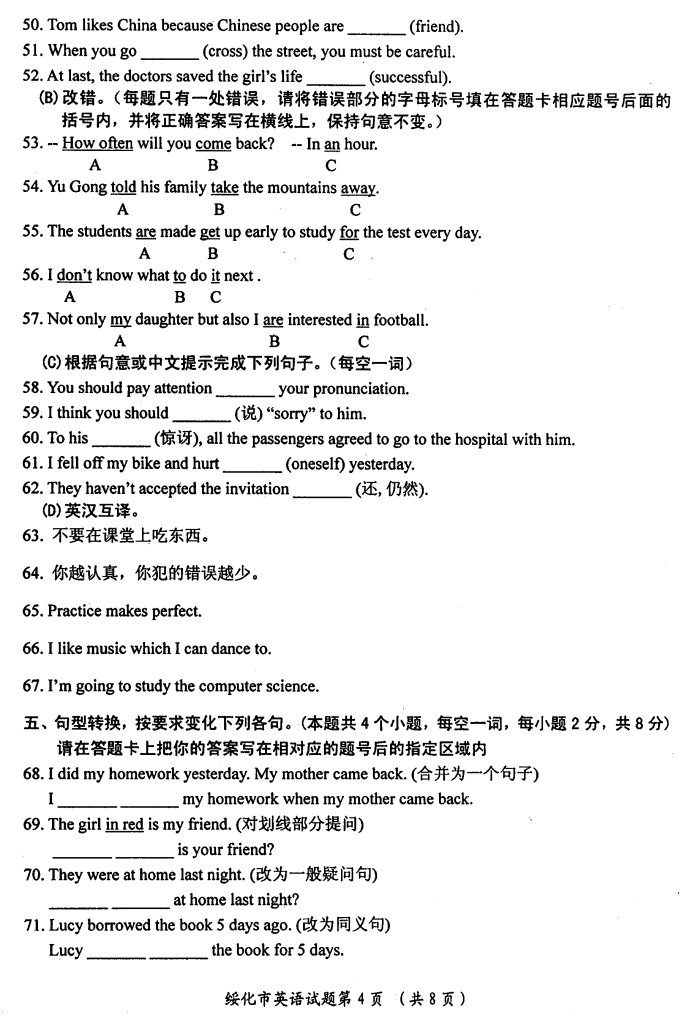 50. Tom likes China because Chinese people are _______ (friend).
51. When you go _______ (cross) the street, you must be careful.
52. At last, the doctors saved the girl's life _______ (successful).
(B)改错。（每题只有一处错误，请将错误部分的字母标号填在答题卡相应题号后面的
括号内，并将正确答案写在横线上，保持句意不变。）
53. -- How often will you come back? -- In an hour.
A B C
54. Yu Gong told his family take the mountains away.
A B C
55. The students are made get up early to study for the test every day.
A B C
56. I don't know what to do it next .
A B C
57. Not only my daughter but also I are interested in football.
A B C
(C)根据句意或中文提示完成下列句子。（每空一词）
58. You should pay attention _______ your pronunciation.
59. I think you should _______ (说) “sorry” to him.
60. To his _______ (惊讶), all the passengers agreed to go to the hospital with him.
61. I fell off my bike and hurt _______ (oneself) yesterday.
62. They haven't accepted the invitation _______ (还, 仍然).
(D)英汉互译。
63. 不要在课堂上吃东西。
64. 你越认真，你犯的错误越少。
65. Practice makes perfect.
66. I like music which I can dance to.
67. I'm going to study the computer science.
五、句型转换，按要求变化下列各句。（本题共 4 个小题，每空一词，每小题 2 分，共 8 分）
请在答题卡上把你的答案写在相对应的题号后的指定区域内
68. I did my homework yesterday. My mother came back. (合并为一个句子)
I _______ _______ my homework when my mother came back.
69. The girl in red is my friend. (对划线部分提问)
_______ _______ is your friend?
70. They were at home last night. (改为一般疑问句)
_______ _______ at home last night?
71. Lucy borrowed the book 5 days ago. (改为同义句)
Lucy _______ _______ the book for 5 days.
绥化市英语试题第 4 页 （共 8 页）